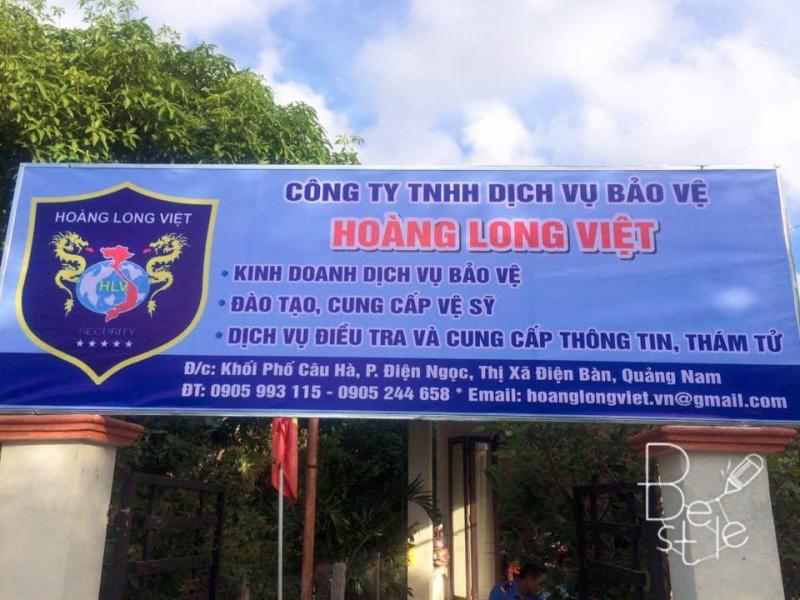 HOÀNG LONG VIỆT
HLV
SECURITY
CÔNG TY TNHH DỊCH VỤ BẢO VỆ
HOÀNG LONG VIỆT
• KINH DOANH DỊCH VỤ BẢO VỆ
• ĐÀO TẠO, CUNG CẤP VỆ SỸ
• DỊCH VỤ ĐIỀU TRA VÀ CUNG CẤP THÔNG TIN, THÁM TỬ
Đ/c: Khối Phố Câu Hà, P. Điện Ngọc, Thị Xã Điện Bàn, Quảng Nam
ĐT: 0905 993 115 - 0905 244 658 * Email: hoanglongviet.vn@gmail.com
Be
style